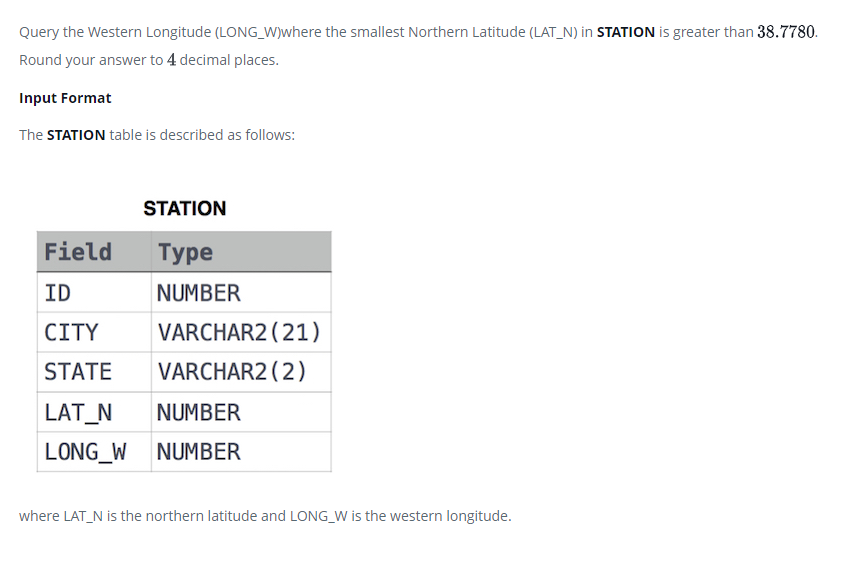 Query the Western Longitude (LONG_W)where the smallest Northern Latitude (LAT_N) in STATION is greater than 38.7780.
Round your answer to 4 decimal places.
Input Format
The STATION table is described as follows:
STATION
Field Type
ID NUMBER
CITY VARCHAR2(21)
STATE VARCHAR2(2)
LAT_N NUMBER
LONG_W NUMBER
where LAT_N is the northern latitude and LONG_W is the western longitude.